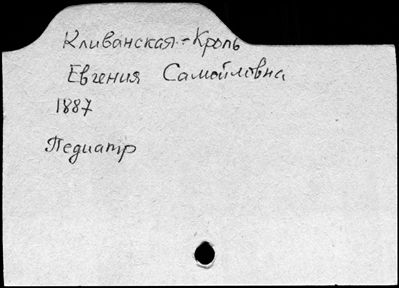 Кливанская-Кроль
Евгения Самойловна
1887
Педиатр